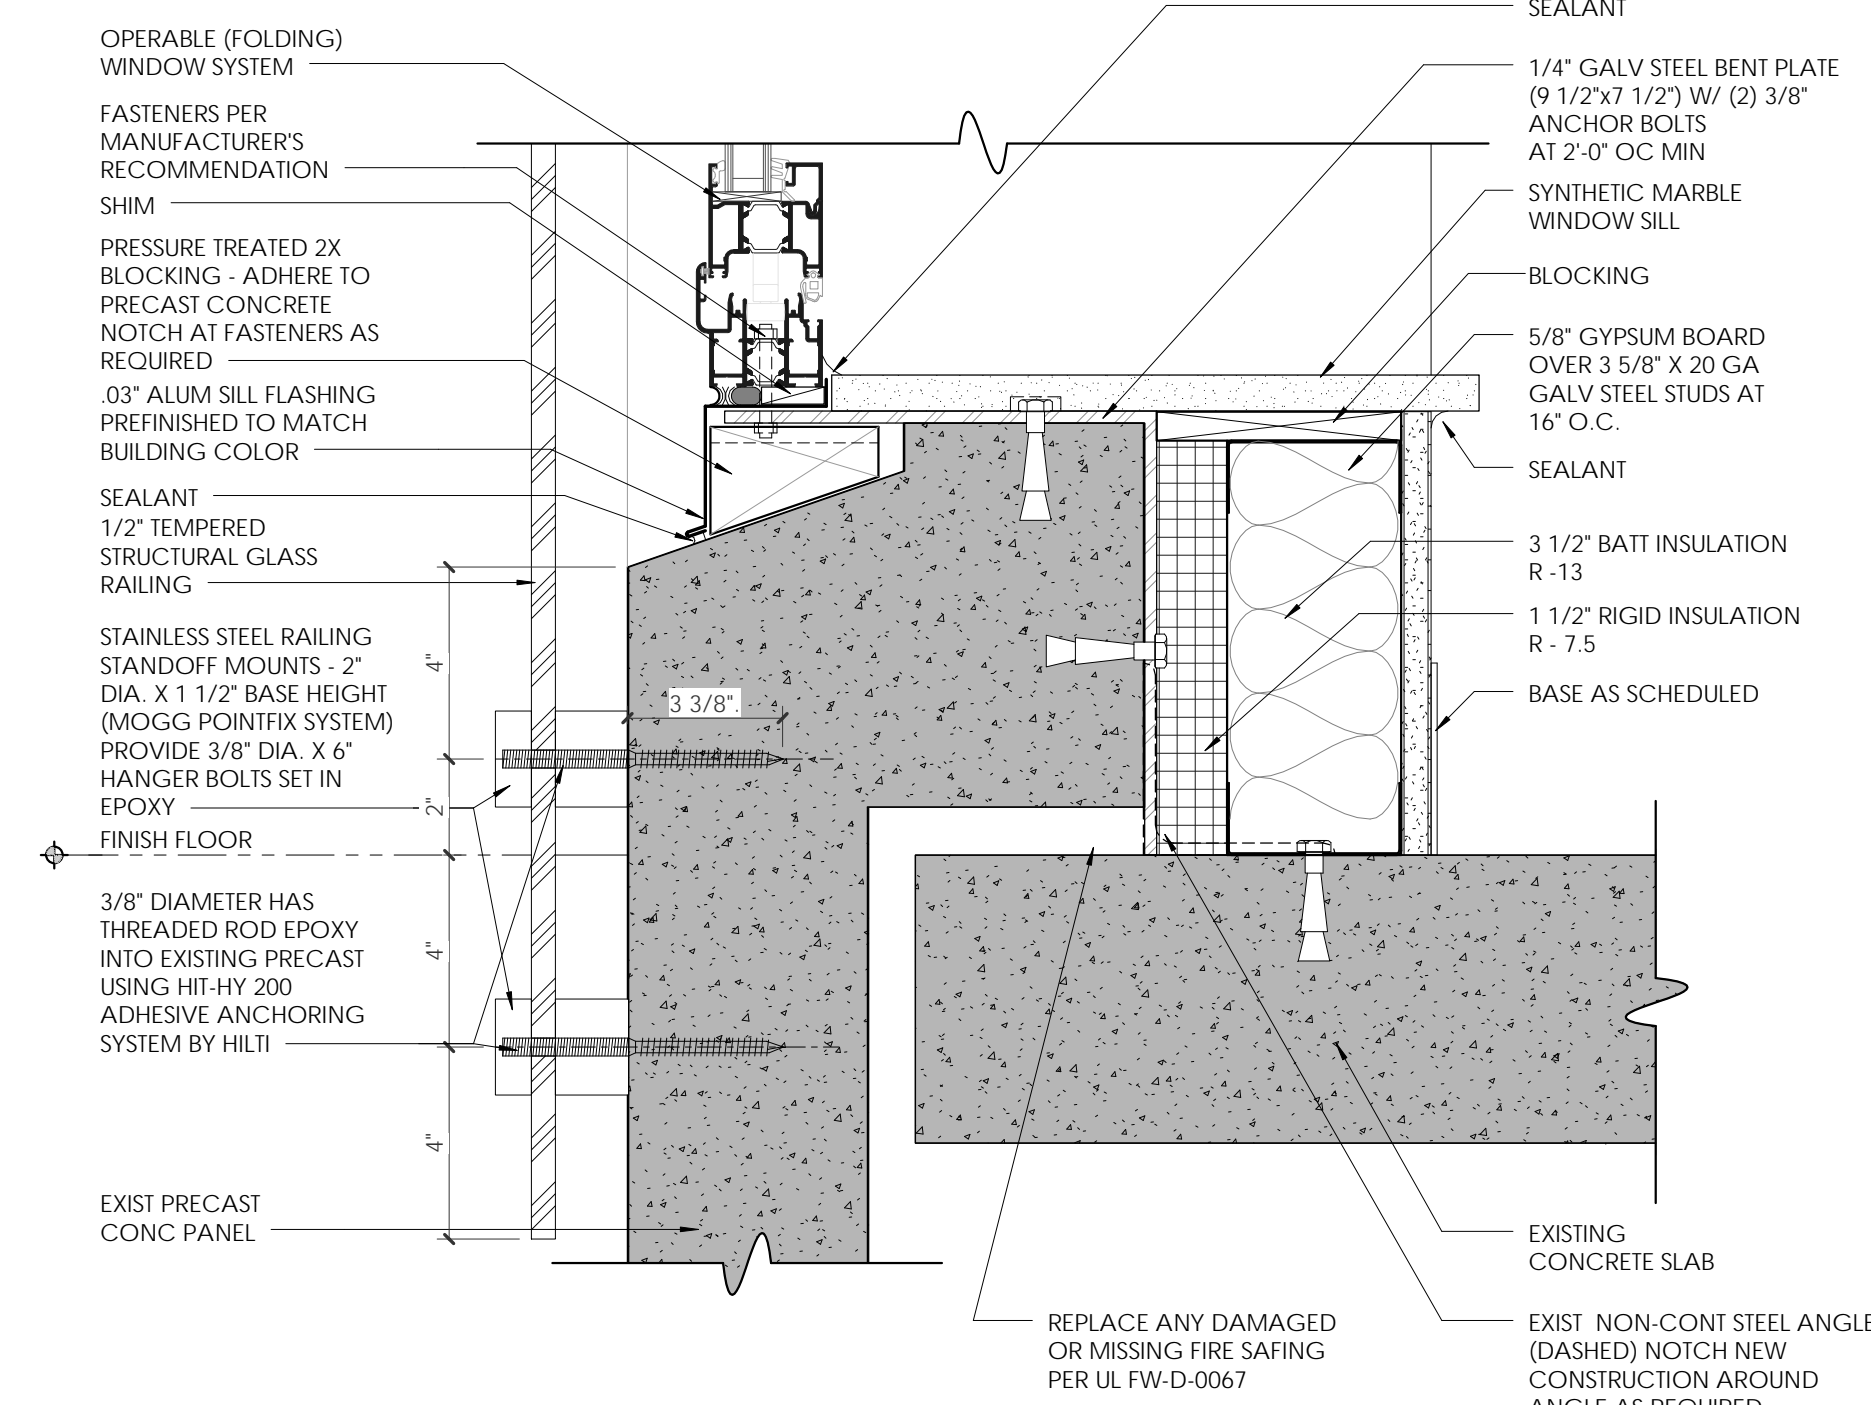 OPERABLE (FOLDING)
WINDOW SYSTEM
FASTENERS PER
MANUFACTURER'S
RECOMMENDATION
SHIM
PRESSURE TREATED 2X
BLOCKING - ADHERE TO
PRECAST CONCRETE
NOTCH AT FASTENERS AS
REQUIRED
.03" ALUM SILL FLASHING
PREFINISHED TO MATCH
BUILDING COLOR
SEALANT
1/2" TEMPERED
STRUCTURAL GLASS
RAILING
STAINLESS STEEL RAILING
STANDOFF MOUNTS - 2"
DIA. X 1 1/2" BASE HEIGHT
(MOGG POINTFIX SYSTEM)
PROVIDE 3/8" DIA. X 6"
HANGER BOLTS SET IN
EPOXY
FINISH FLOOR
3/8" DIAMETER HAS
THREADED ROD EPOXY
INTO EXISTING PRECAST
USING HIT-HY 200
ADHESIVE ANCHORING
SYSTEM BY HILTI
EXIST PRECAST
CONC PANEL
4"
2"
4"
4"
3 3/8".
SEALANT
1/4" GALV STEEL BENT PLATE
(9 1/2"x7 1/2") W/ (2) 3/8"
ANCHOR BOLTS
AT 2'-0" OC MIN
SYNTHETIC MARBLE
WINDOW SILL
BLOCKING
5/8" GYPSUM BOARD
OVER 3 5/8" X 20 GA
GALV STEEL STUDS AT
16" O.C.
SEALANT
3 1/2" BATT INSULATION
R -13
1 1/2" RIGID INSULATION
R - 7.5
BASE AS SCHEDULED
EXISTING
CONCRETE SLAB
REPLACE ANY DAMAGED
OR MISSING FIRE SAFING
PER UL FW-D-0067
EXIST NON-CONT STEEL ANGLE
(DASHED) NOTCH NEW
CONSTRUCTION AROUND
ANGLE AS REQUIRED